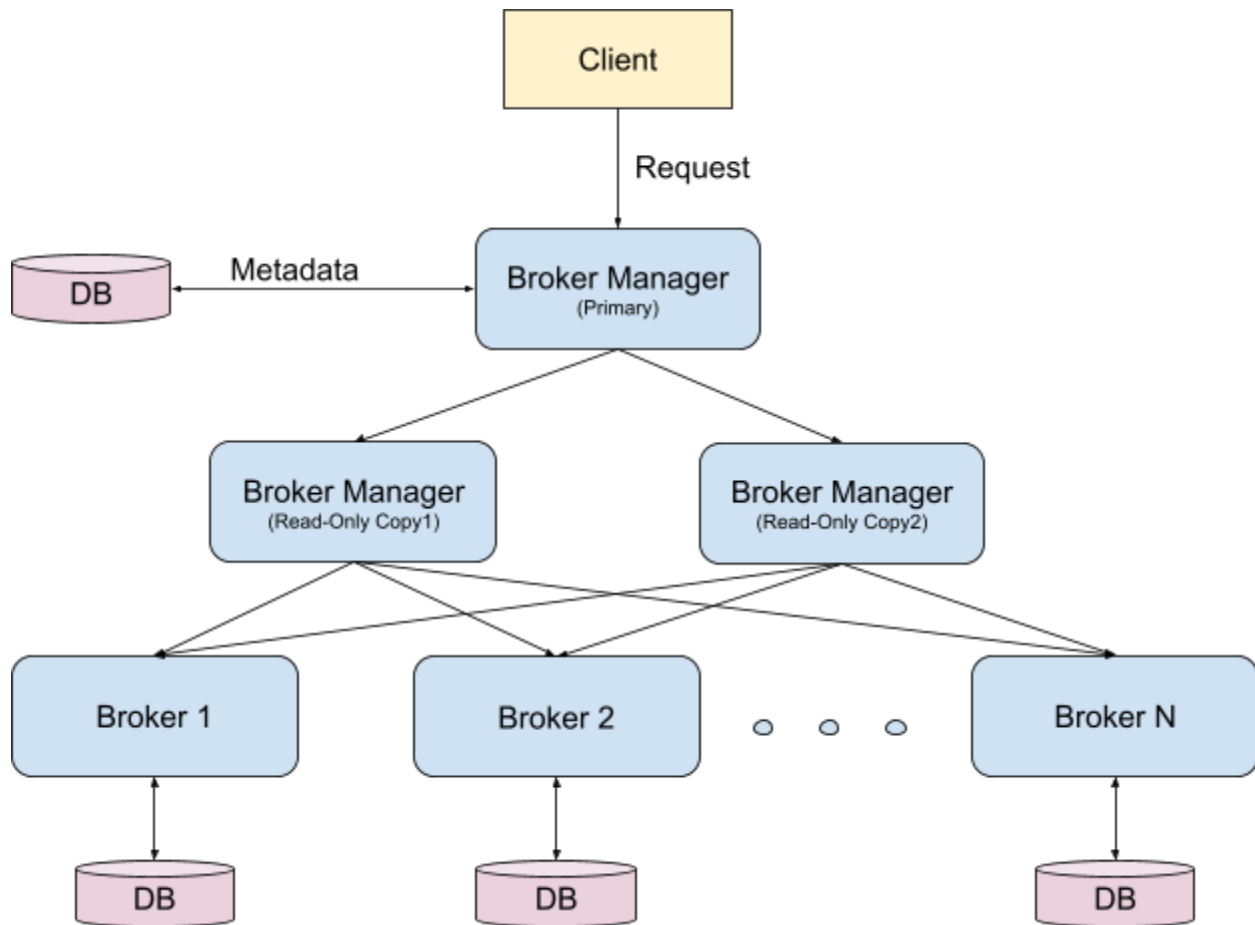 Client
Request
Metadata
DB
Broker Manager
(Primary)
Broker Manager
(Read-Only Copy1)
Broker Manager
(Read-Only Copy2)
Broker 1
Broker 2
Broker N
DB
DB
DB